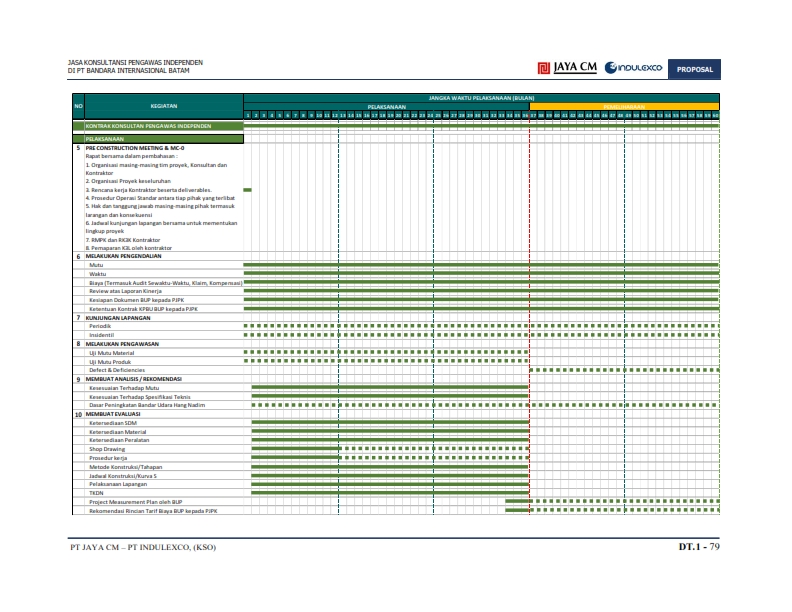 JASA KONSULTANSI PENGAWAS INDEPENDEN
DI PT BANDARA INTERNASIONAL BATAM
JAYA CM
INDULEXCO
PROPOSAL
NO
KEGIATAN
JANGKA WAKTU PELAKSANAAN (BULAN)
PELAKSANAAN
PEMELIHARAAN
1 2 3 4 5 6 7 8 9 10 11 12 13 14 15 16 17 18 19 20 21 22 23 24 25 26 27 28 29 30 31 32 33 34 35 36 37 38 39 40 41 42 43 44 45 46 47 48 49 50 51 52 53 54 55 56 57 58 59 60
KONTRAK KONSULTAN PENGAWAS INDEPENDEN
PELAKSANAAN
5 PRE CONSTRUCTION MEETING & MC-0
Rapat bersama dalam pembahasan :
1. Organisasi masing-masing tim proyek, Konsultan dan
Kontraktor
2. Organisasi Proyek keseluruhan
3. Rencana kerja Kontraktor beserta deliverables.
4. Prosedur Operasi Standar antara tiap pihak yang terlibat
5. Hak dan tanggung jawab masing-masing pihak termasuk
larangan dan konsekuensi
6. Jadwal kunjungan lapangan bersama untuk mementukan
lingkup proyek
7. RMPK dan RK3K Kontraktor
8. Pemaparan K3L oleh kontraktor
6 MELAKUKAN PENGENDALIAN
Mutu
Waktu
Biaya (Termasuk Audit Sewaktu-Waktu, Klaim, Kompensasi)
Review atas Laporan Kinerja
Kesiapan Dokumen BUP kepada PJPK
Ketentuan Kontrak KPBU BUP kepada PJPK
7 KUNJUNGAN LAPANGAN
Periodik
Insidentil
8 MELAKUKAN PENGAWASAN
Uji Mutu Material
Uji Mutu Produk
Defect & Deficiencies
9 MEMBUAT ANALISIS / REKOMENDASI
Kesesuaian Terhadap Mutu
Kesesuaian Terhadap Spesifikasi Teknis
Dasar Peningkatan Bandar Udara Hang Nadim
10 MEMBUAT EVALUASI
Ketersediaan SDM
Ketersediaan Material
Ketersediaan Peralatan
Shop Drawing
Prosedur kerja
Metode Konstruksi/Tahapan
Jadwal Konstruksi/Kurva S
Pelaksanaan Lapangan
TKDN
Project Measurement Plan oleh BUP
Rekomendasi Rincian Tarif Biaya BUP kepada PJPK
PT JAYA CM – PT INDULEXCO, (KSO)
DT.1 - 79